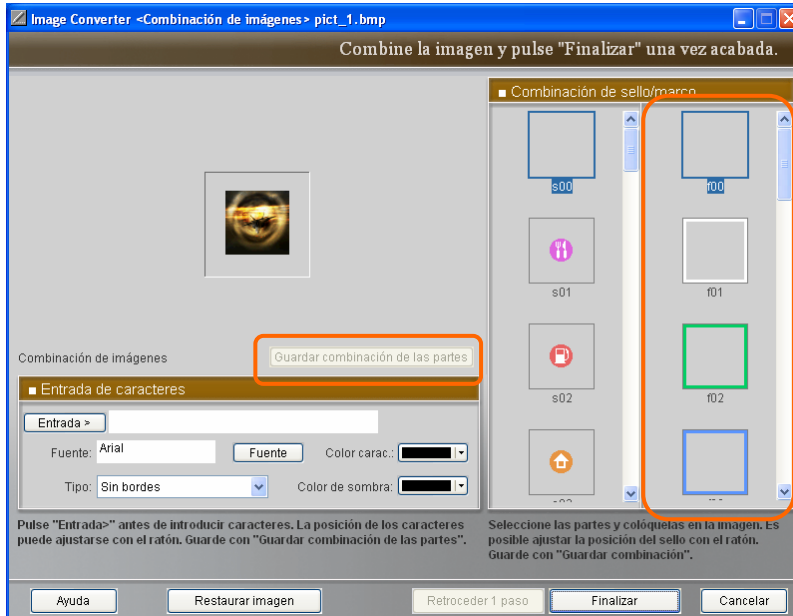 Image Converter <Combinación de imágenes> pict_1.bmp
Combine la imagen y pulse "Finalizar" una vez acabada.
■ Combinación de sello/marco
s00
f00
s01
f01
s02
f02
Combinación de imágenes
Guardar combinación de las partes
■ Entrada de caracteres
Entrada >
Fuente: Arial
Fuente
Color carac.:
Tipo: Sin bordes
Color de sombra:
Pulse "Entrada>" antes de introducir caracteres. La posición de los caracteres
puede ajustarse con el ratón. Guarde con "Guardar combinación de las partes".
Seleccione las partes y colóquelas en la imagen. Es
posible ajustar la posición del sello con el ratón.
Guarde con "Guardar combinación".
Ayuda
Restaurar imagen
Retroceder 1 paso
Finalizar
Cancelar